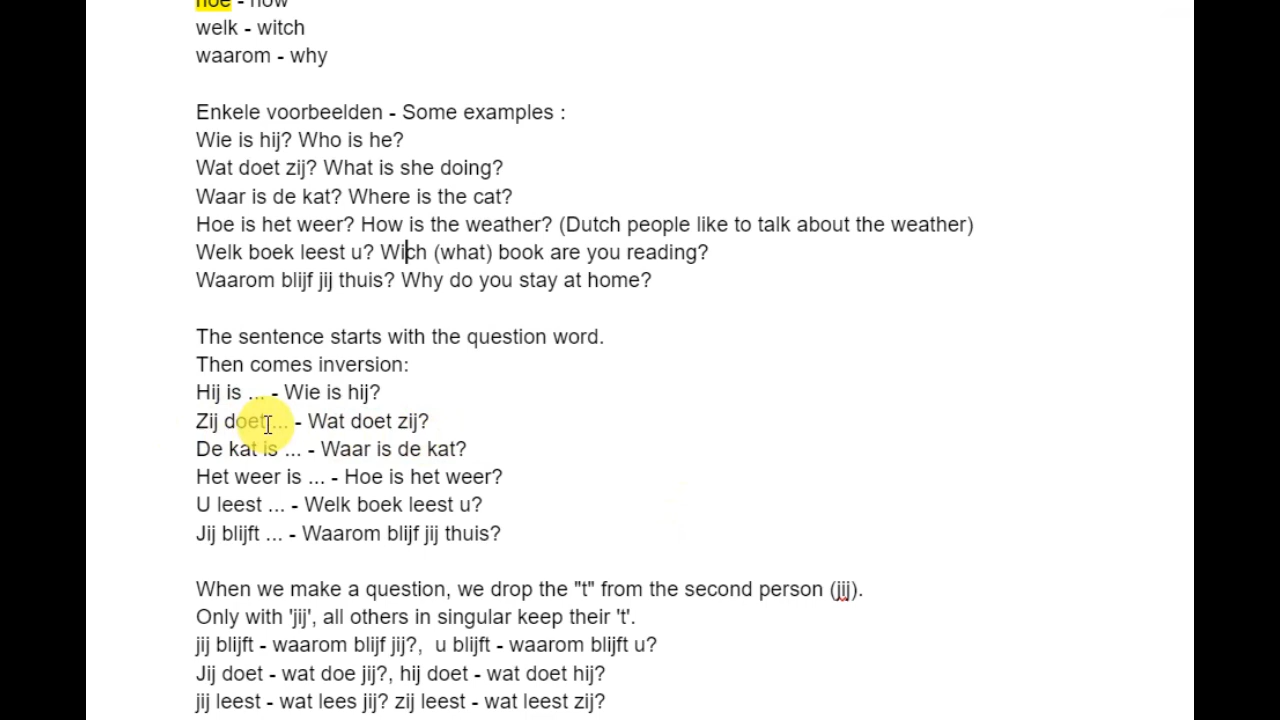 hoe - how
welk - witch
waarom - why
Enkele voorbeelden - Some examples :
Wie is hij? Who is he?
Wat doet zij? What is she doing?
Waar is de kat? Where is the cat?
Hoe is het weer? How is the weather? (Dutch people like to talk about the weather)
Welk boek leest u? Wich (what) book are you reading?
Waarom blijf jij thuis? Why do you stay at home?
The sentence starts with the question word.
Then comes inversion:
Hij is ... - Wie is hij?
Zij doet ... - Wat doet zij?
De kat is ... - Waar is de kat?
Het weer is ... - Hoe is het weer?
U leest ... - Welk boek leest u?
Jij blijft ... - Waarom blijf jij thuis?
When we make a question, we drop the "t" from the second person (jij).
Only with 'jij', all others in singular keep their 't'.
jij blijft - waarom blijf jij?,  u blijft - waarom blijft u?
Jij doet - wat doe jij?, hij doet - wat doet hij?
jij leest - wat lees jij? zij leest - wat leest zij?